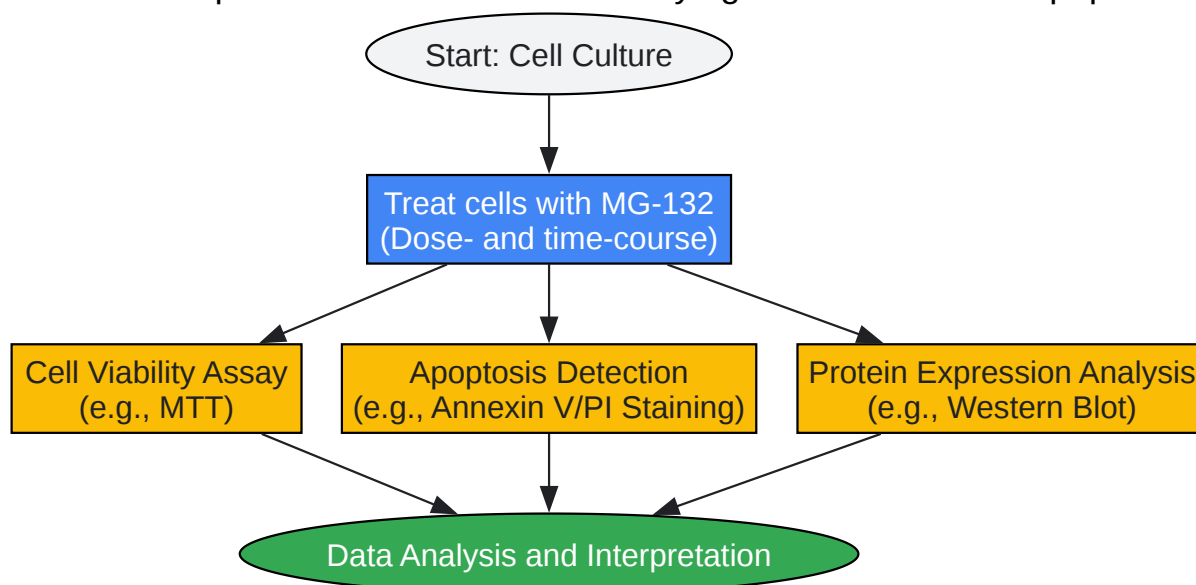 Start: Cell Culture
Treat cells with MG-132
(Dose- and time-course)
Cell Viability Assay
(e.g., MTT)
Apoptosis Detection
(e.g., Annexin V/PI Staining)
Protein Expression Analysis
(e.g., Western Blot)
Data Analysis and Interpretation